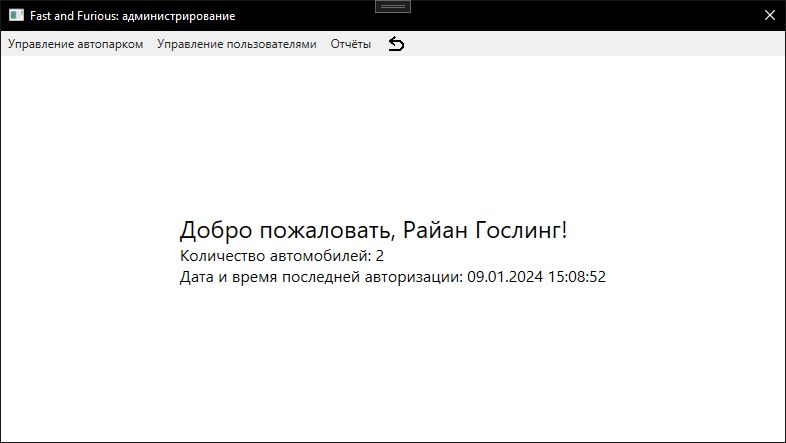 Fast and Furious: администрирование
Управление автопарком Управление пользователями Отчёты
Добро пожаловать, Райан Гослинг!
Количество автомобилей: 2
Дата и время последней авторизации: 09.01.2024 15:08:52